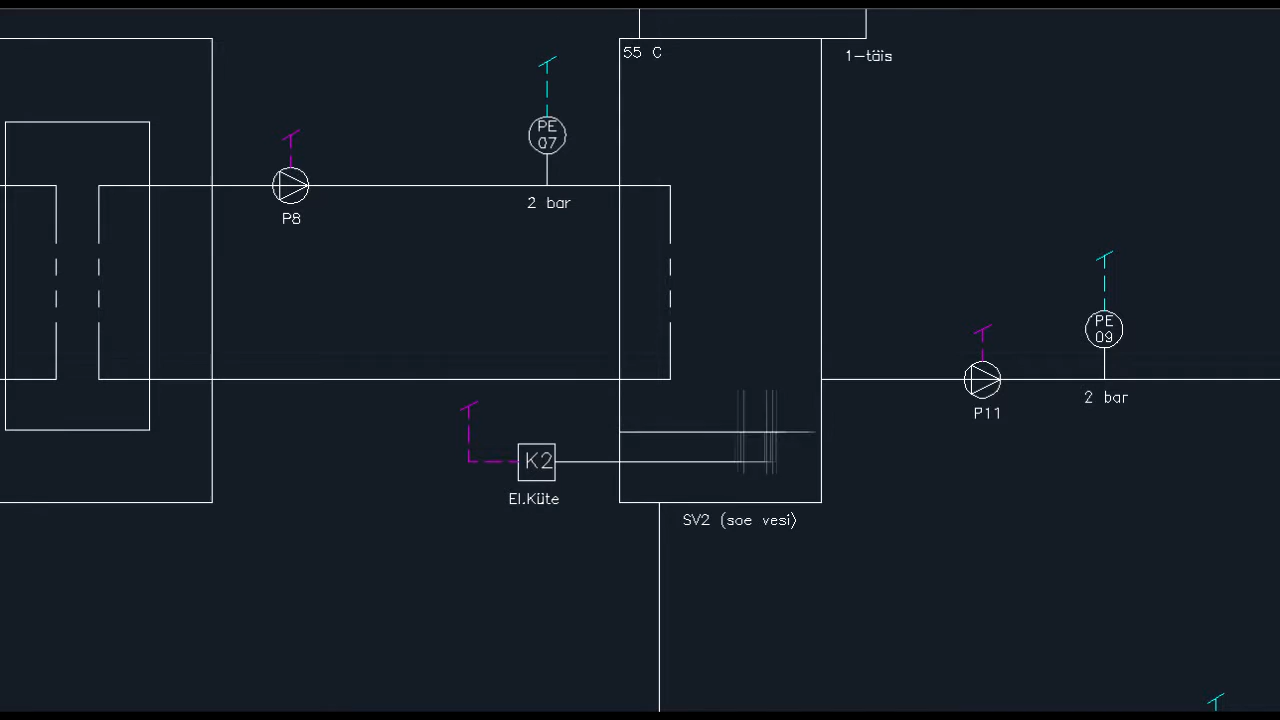 55 C
1-täis
PE
07
2 bar
P8
PE
09
2 bar
P11
K2
El.Küte
SV2 (soe vesi)